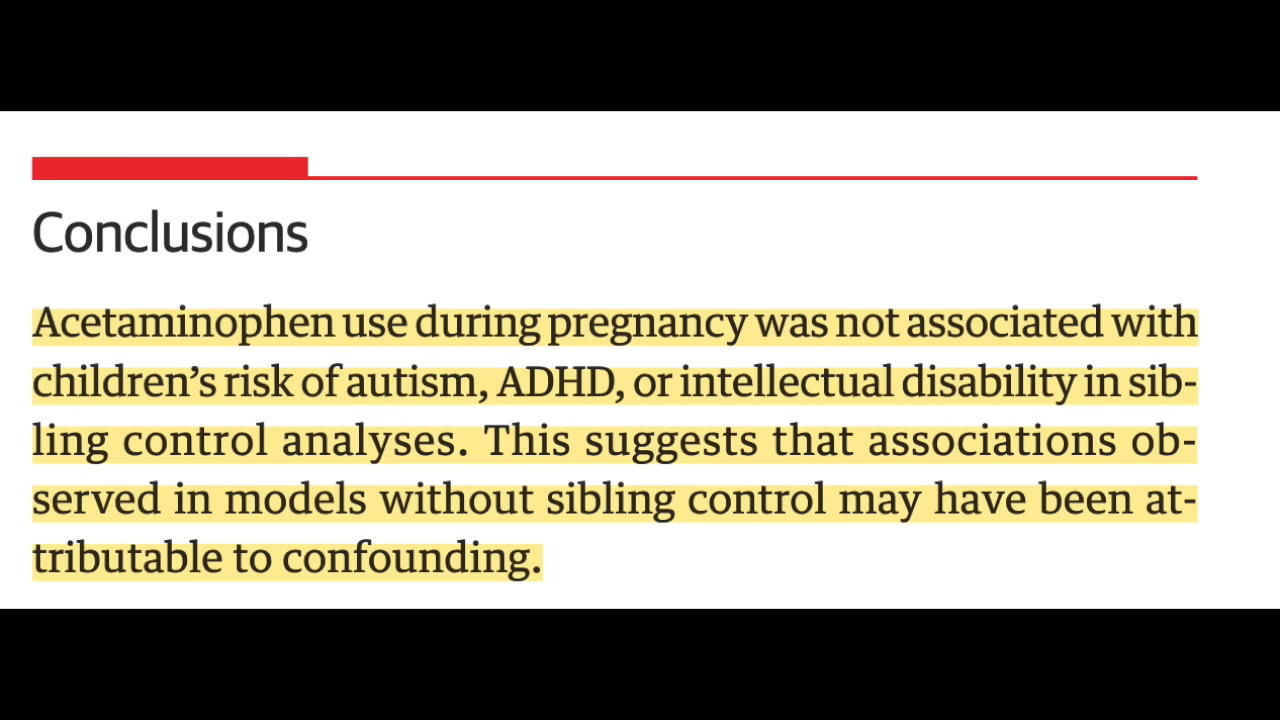 Conclusions
Acetaminophen use during pregnancy was not associated with
children’s risk of autism, ADHD, or intellectual disability in sib-
ling control analyses. This suggests that associations ob-
served in models without sibling control may have been at-
tributable to confounding.